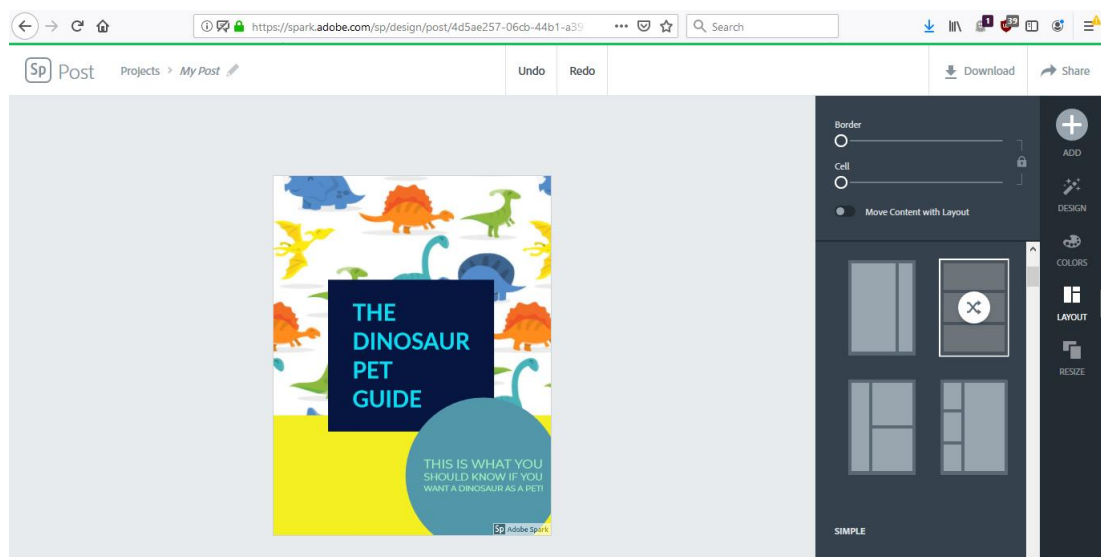 https://spark.adobe.com/sp/design/post/4d5ae257-06cb-44b1-a39
Search
1
39
Sp Post
Projects > My Post
Undo
Redo
Download
Share
Border
Cell
Move Content with Layout
ADD
DESIGN
COLORS
LAYOUT
RESIZE
THE
DINOSAUR
PET
GUIDE
THIS IS WHAT YOU
SHOULD KNOW IF YOU
WANT A DINOSAUR AS A PET!
Sp Adobe Spark
SIMPLE